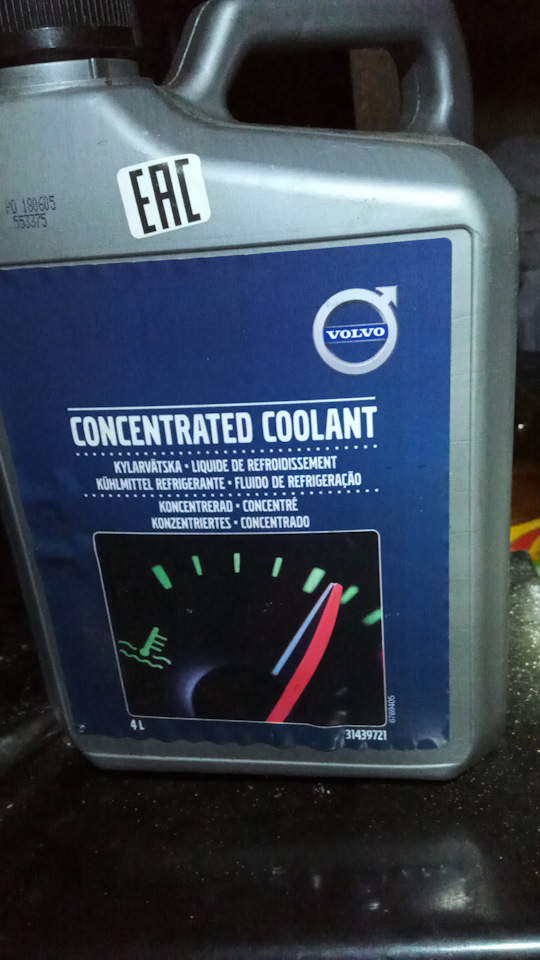 180605
553375
EAC
VOLVO
CONCENTRATED COOLANT
KYLARVÄTSKA • LIQUIDE DE REFROIDISSEMENT
KÜHLMITTEL REFRIGERANTE • FLUIDO DE REFRIGERAÇÃO
KONCENTRERAD • CONCENTRÉ
KONZENTRIERTES • CONCENTRADO
4 L
31439721